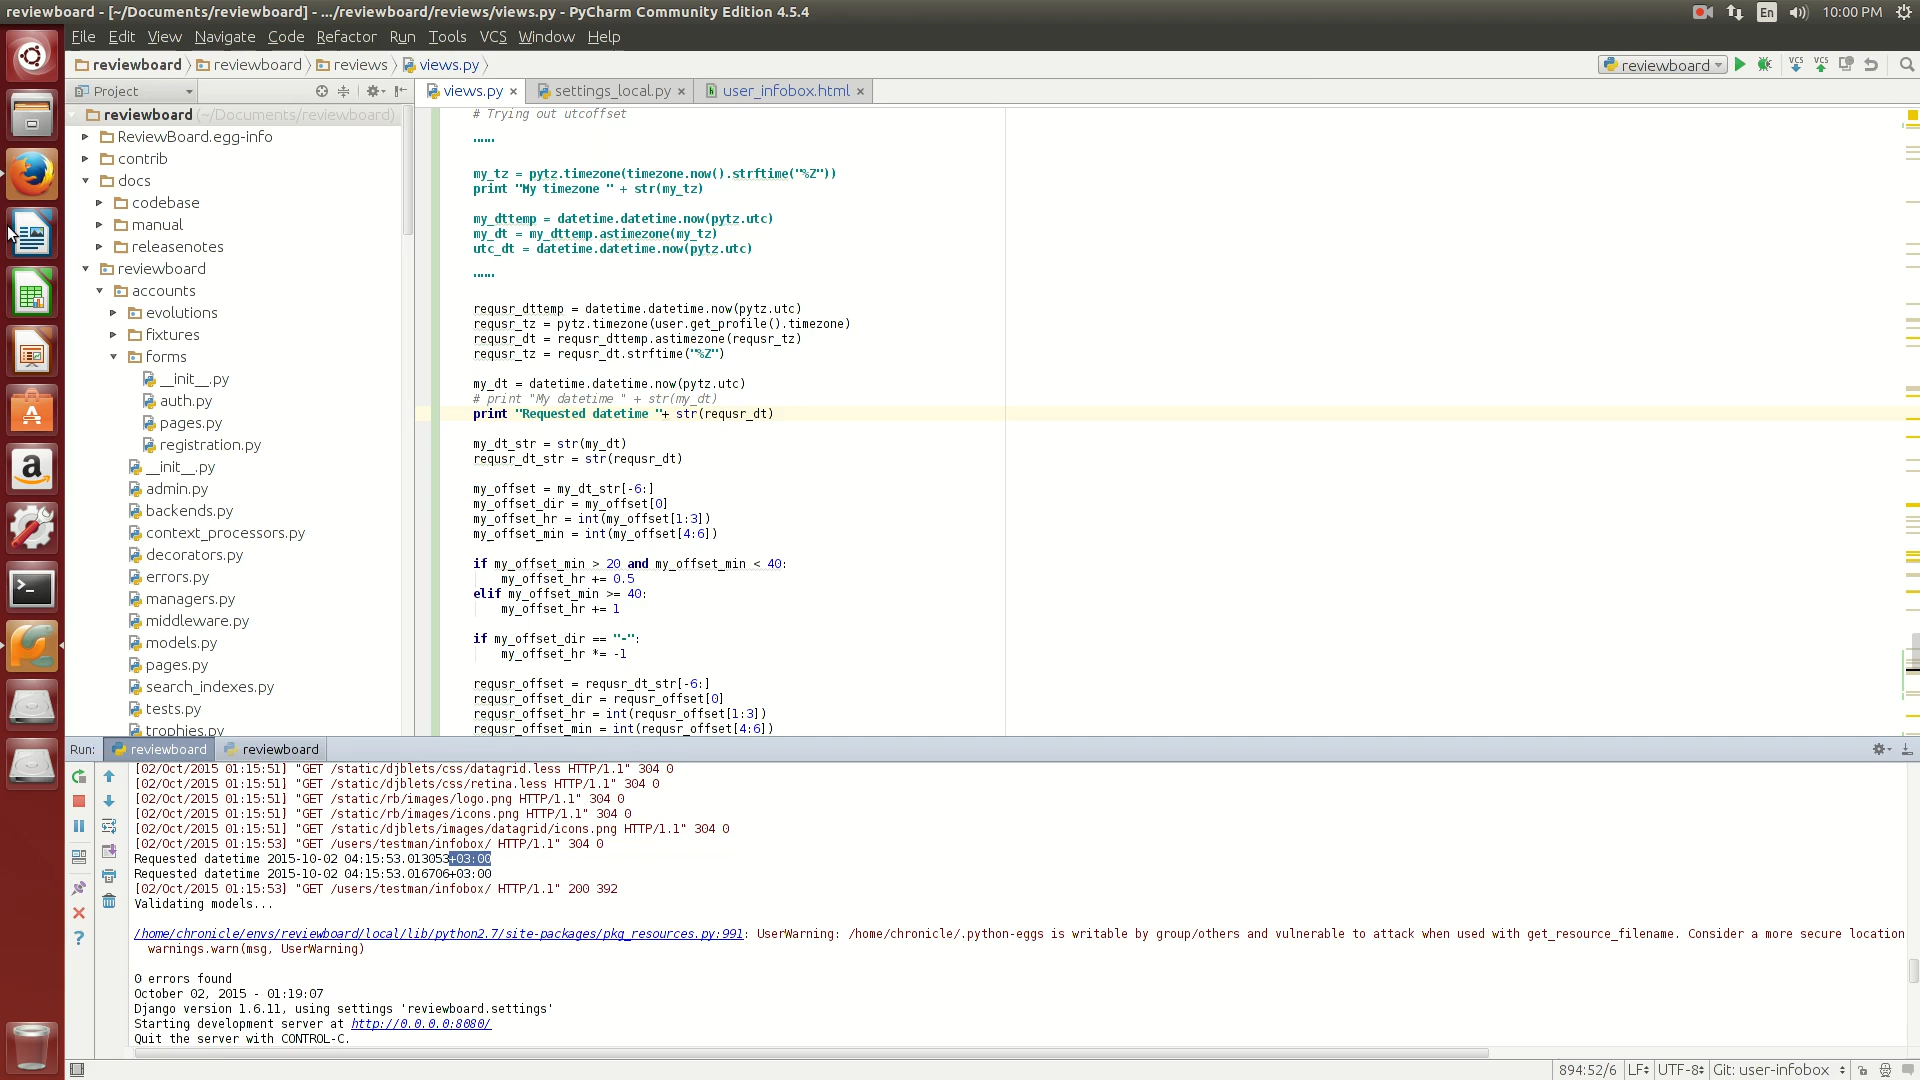 reviewboard - [~/Documents/reviewboard] - .../reviewboard/reviews/views.py - PyCharm Community Edition 4.5.4
En
10:00 PM
File Edit View Navigate Code Refactor Run Tools VCS Window Help
reviewboard reviewboard reviews views.py
reviewboard
VCS VCS
Project
views.py settings_local.py user_infobox.html
reviewboard (~/Documents/reviewboard)
ReviewBoard.egg-info
contrib
docs
codebase
manual
releasenotes
reviewboard
accounts
evolutions
fixtures
forms
__init__.py
auth.py
pages.py
registration.py
__init__.py
admin.py
backends.py
context_processors.py
decorators.py
errors.py
managers.py
middleware.py
models.py
pages.py
search_indexes.py
tests.py
trophies.py
# Trying out utcoffset
"""
my_tz = pytz.timezone(timezone.now().strftime("%Z"))
print "My timezone " + str(my_tz)
my_dttemp = datetime.datetime.now(pytz.utc)
my_dt = my_dttemp.astimezone(my_tz)
utc_dt = datetime.datetime.now(pytz.utc)
"""
requsr_dttemp = datetime.datetime.now(pytz.utc)
requsr_tz = pytz.timezone(user.get_profile().timezone)
requsr_dt = requsr_dttemp.astimezone(requsr_tz)
requsr_tz = requsr_dt.strftime("%Z")
my_dt = datetime.datetime.now(pytz.utc)
# print "My datetime " + str(my_dt)
print "Requested datetime "+ str(requsr_dt)
my_dt_str = str(my_dt)
requsr_dt_str = str(requsr_dt)
my_offset = my_dt_str[-6:]
my_offset_dir = my_offset[0]
my_offset_hr = int(my_offset[1:3])
my_offset_min = int(my_offset[4:6])
if my_offset_min > 20 and my_offset_min < 40:
my_offset_hr += 0.5
elif my_offset_min >= 40:
my_offset_hr += 1
if my_offset_dir == "-":
my_offset_hr *= -1
requsr_offset = requsr_dt_str[-6:]
requsr_offset_dir = requsr_offset[0]
requsr_offset_hr = int(requsr_offset[1:3])
requsr_offset_min = int(requsr_offset[4:6])
Run: reviewboard reviewboard
[02/Oct/2015 01:15:51] "GET /static/djblets/css/datagrid.less HTTP/1.1" 304 0
[02/Oct/2015 01:15:51] "GET /static/djblets/css/retina.less HTTP/1.1" 304 0
[02/Oct/2015 01:15:51] "GET /static/rb/images/logo.png HTTP/1.1" 304 0
[02/Oct/2015 01:15:51] "GET /static/rb/images/icons.png HTTP/1.1" 304 0
[02/Oct/2015 01:15:51] "GET /static/djblets/images/datagrid/icons.png HTTP/1.1" 304 0
[02/Oct/2015 01:15:53] "GET /users/testman/infobox/ HTTP/1.1" 304 0
Requested datetime 2015-10-02 04:15:53.013053+03:00
Requested datetime 2015-10-02 04:15:53.016706+03:00
[02/Oct/2015 01:15:53] "GET /users/testman/infobox/ HTTP/1.1" 200 392
Validating models...
/home/chronicle/envs/reviewboard/local/lib/python2.7/site-packages/pkg_resources.py:991: UserWarning: /home/chronicle/.python-eggs is writable by group/others and vulnerable to attack when used with get_resource_filename. Consider a more secure location
warnings.warn(msg, UserWarning)
0 errors found
October 02, 2015 - 01:19:07
Django version 1.6.11, using settings 'reviewboard.settings'
Starting development server at http://0.0.0.0:8080/
Quit the server with CONTROL-C.
894:52/6 LF UTF-8 Git: user-infobox